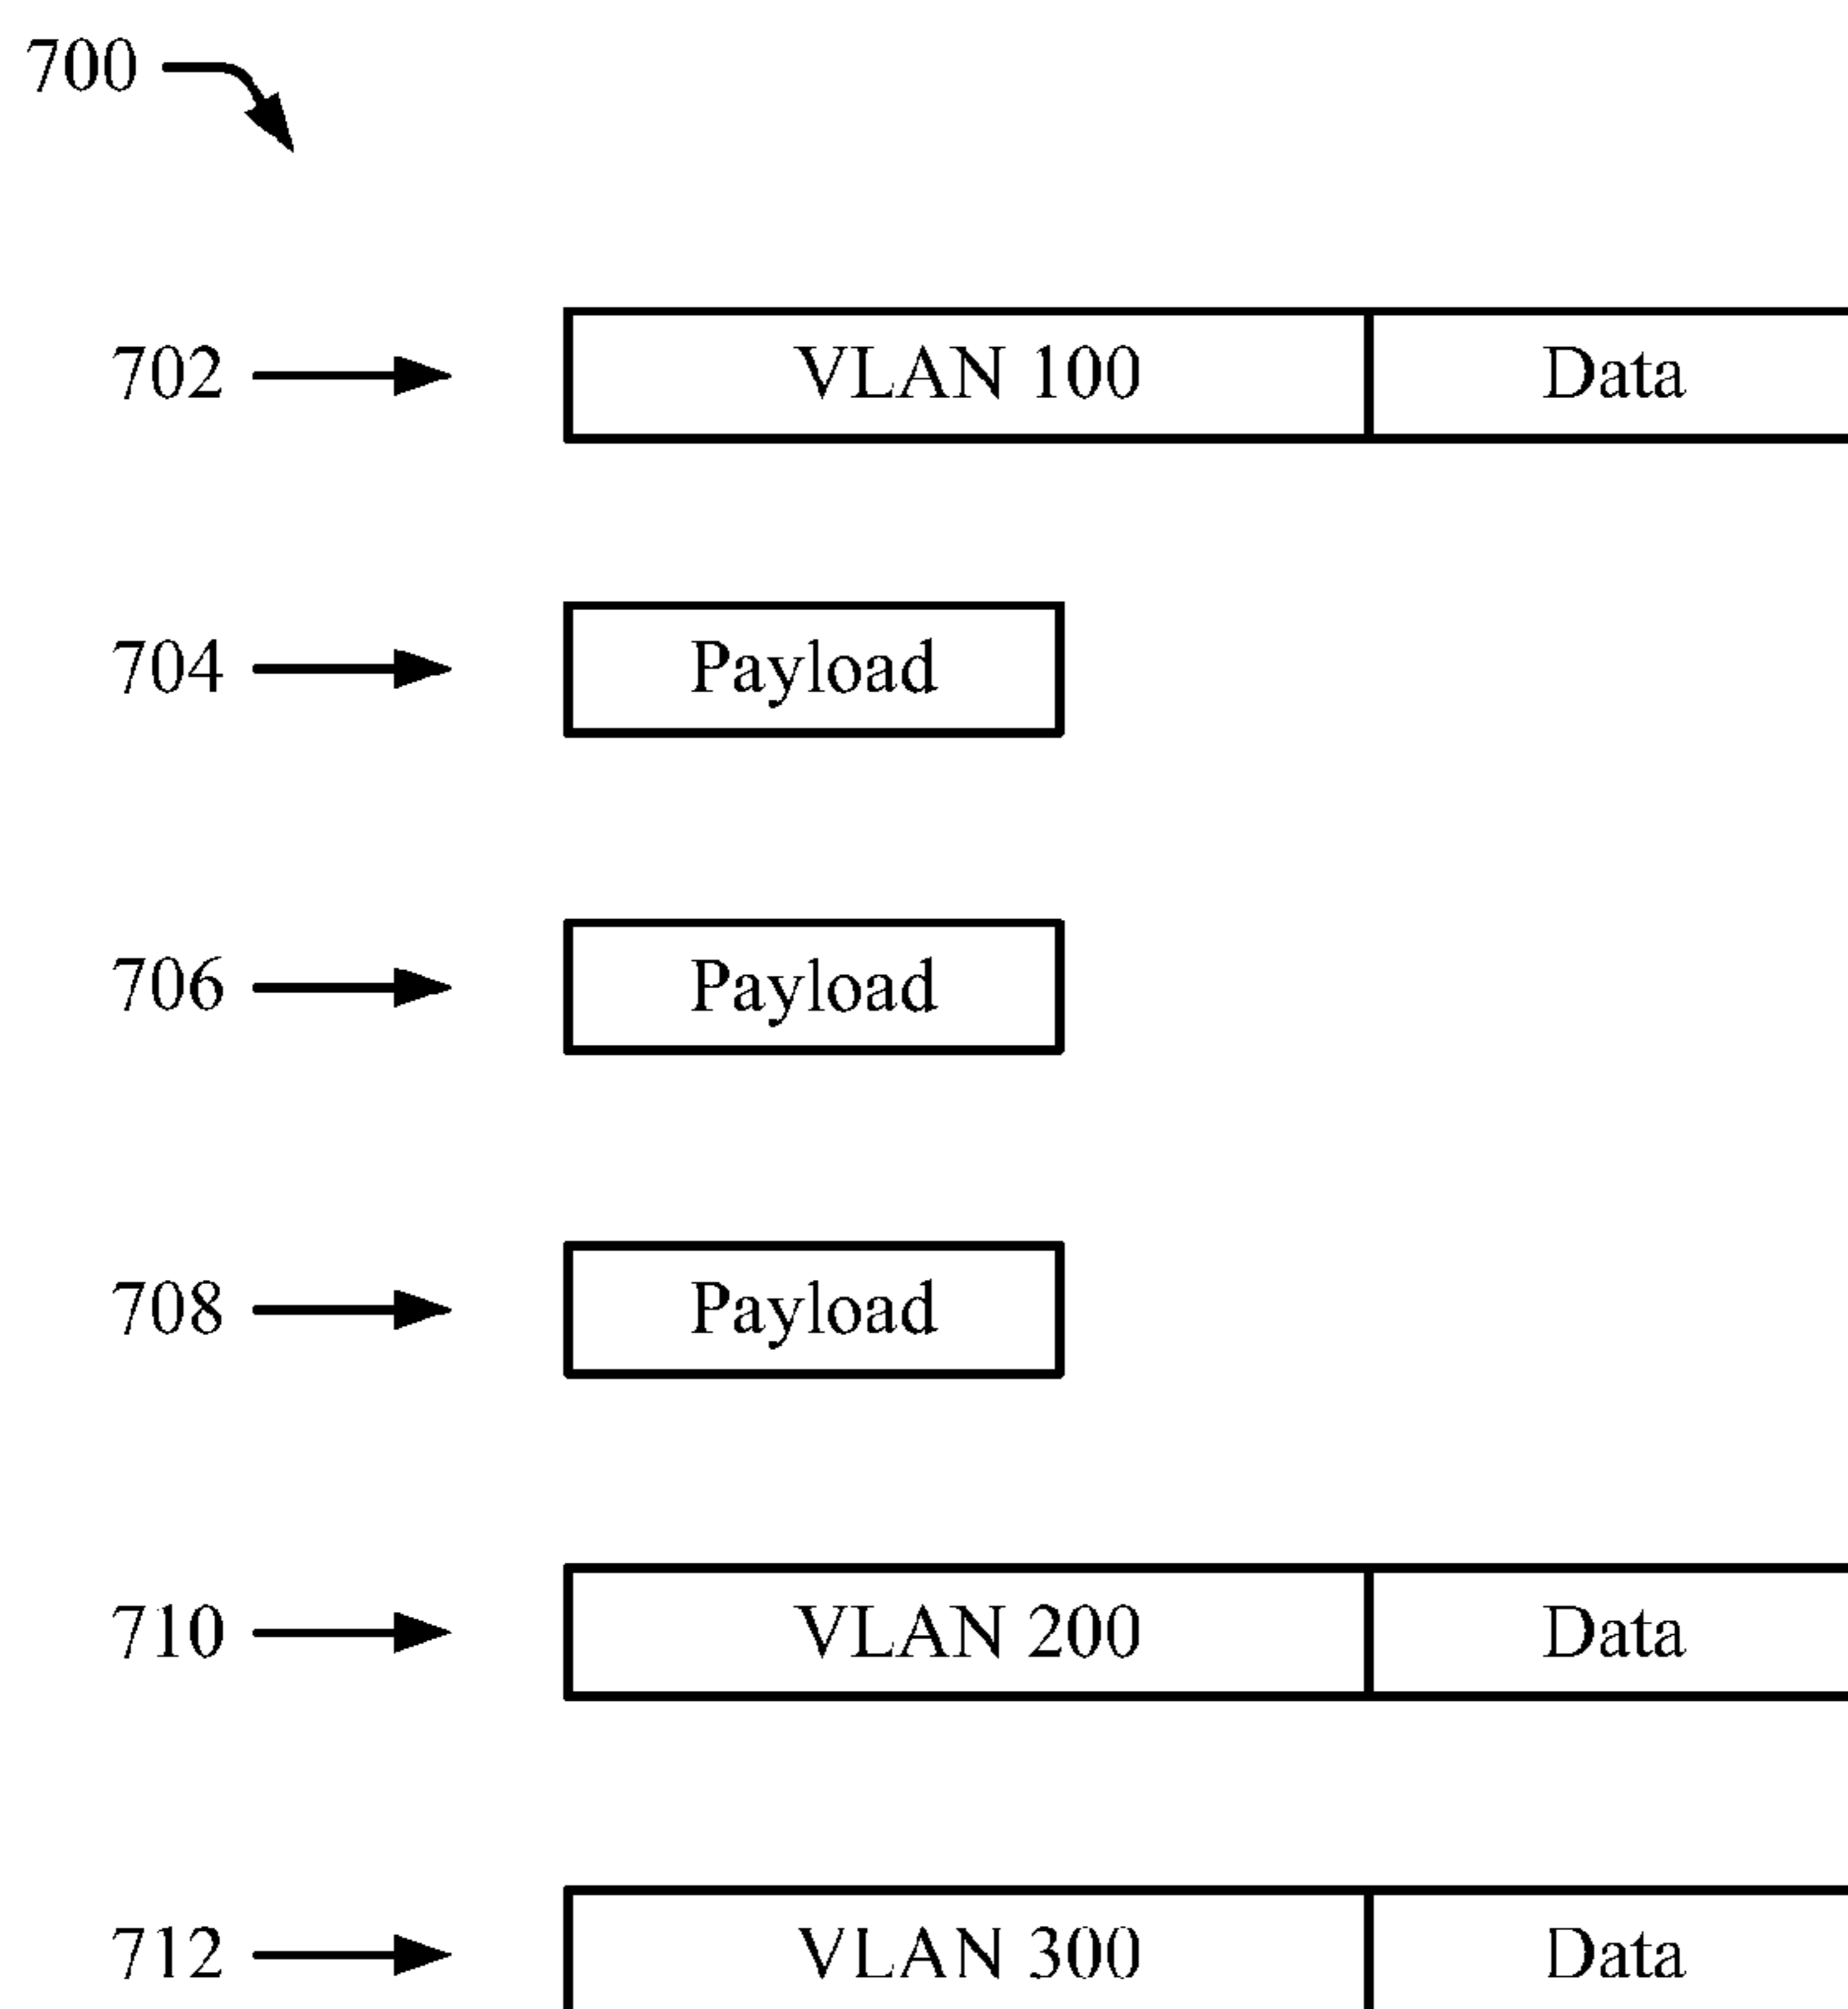 700
702 VLAN 100 Data
704 Payload
706 Payload
708 Payload
710 VLAN 200 Data
712 VLAN 300 Data